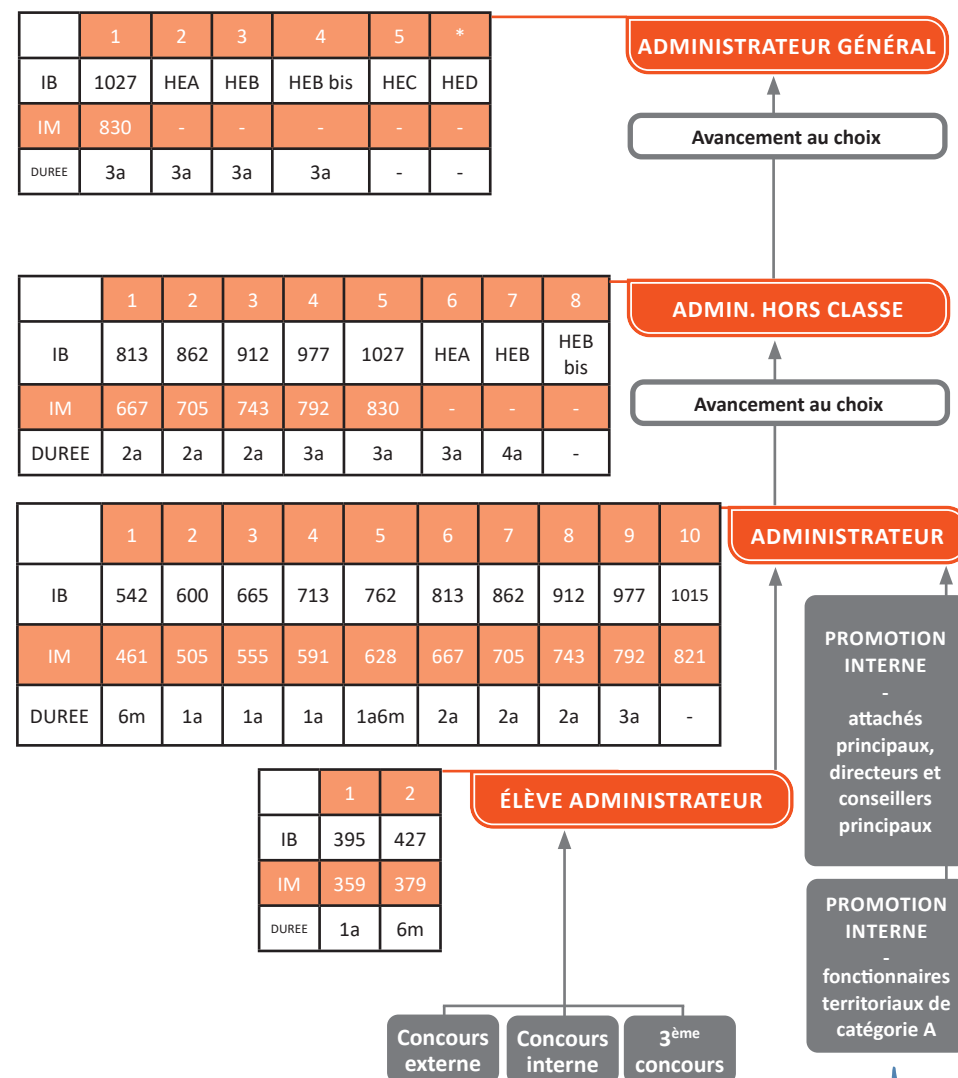 1 2 3 4 5 *
IB 1027 HEA HEB HEB bis HEC HED
IM 830 - - - - -
DUREE 3a 3a 3a 3a - -
ADMINISTRATEUR GÉNÉRAL
Avancement au choix
1 2 3 4 5 6 7 8
IB 813 862 912 977 1027 HEA HEB HEB bis
IM 667 705 743 792 830 - - -
DUREE 2a 2a 2a 3a 3a 3a 4a -
ADMIN. HORS CLASSE
Avancement au choix
1 2 3 4 5 6 7 8 9 10
IB 542 600 665 713 762 813 862 912 977 1015
IM 461 505 555 591 628 667 705 743 792 821
DUREE 6m 1a 1a 1a 1a6m 2a 2a 2a 3a -
ADMINISTRATEUR
PROMOTION
INTERNE
-
attachés
principaux,
directeurs et
conseillers
principaux
1 2
IB 395 427
IM 359 379
DUREE 1a 6m
ÉLÈVE ADMINISTRATEUR
PROMOTION
INTERNE
-
fonctionnaires
territoriaux de
catégorie A
Concours
externe
Concours
interne
3ème
concours